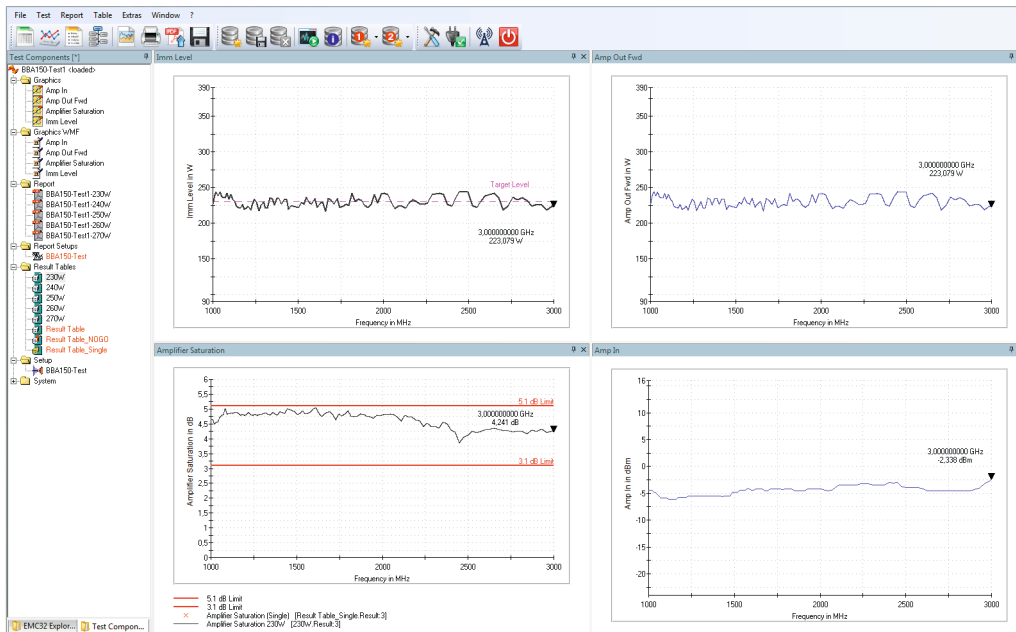 File Test Report Table Extras Window ?
Test Components [*]
BBA150-Test1 <loaded>
Graphics
Amp In
Amp Out Fwd
Amplifier Saturation
Imm Level
Graphics WMF
Amp In
Amp Out Fwd
Amplifier Saturation
Imm Level
Report
BBA150-Test1-230W
BBA150-Test1-240W
BBA150-Test1-250W
BBA150-Test1-260W
BBA150-Test1-270W
Report Setups
BBA150-Test
Result Tables
230W
240W
250W
260W
270W
Result Table
Result Table_NOGO
Result Table_Single
Setup
BBA150-Test
System
EMC32 Explor...
Test Compon...
Imm Level
390
350
300
250
200
150
90
Imm Level in W
Target Level
3,000000000 GHz
223,079 W
1000 1500 2000 2500 3000
Frequency in MHz
Amp Out Fwd
390
350
300
250
200
150
90
Amp Out Fwd in W
3,000000000 GHz
223,079 W
1000 1500 2000 2500 3000
Frequency in MHz
Amplifier Saturation
6
5,5
5
4,5
4
3,5
3
2,5
2
1,5
1
0,5
0
Amplifier Saturation in dB
5.1 dB Limit
3,000000000 GHz
4,241 dB
3.1 dB Limit
1000 1500 2000 2500 3000
Frequency in MHz
5.1 dB Limit
3.1 dB Limit
Amplifier Saturation (Single) [Result Table_Single.Result:3]
Amplifier Saturation 230W [230W.Result:3]
Amp In
16
10
5
0
-5
-10
-15
-20
Amp In in dBm
3,000000000 GHz
-2,338 dBm
1000 1500 2000 2500 3000
Frequency in MHz